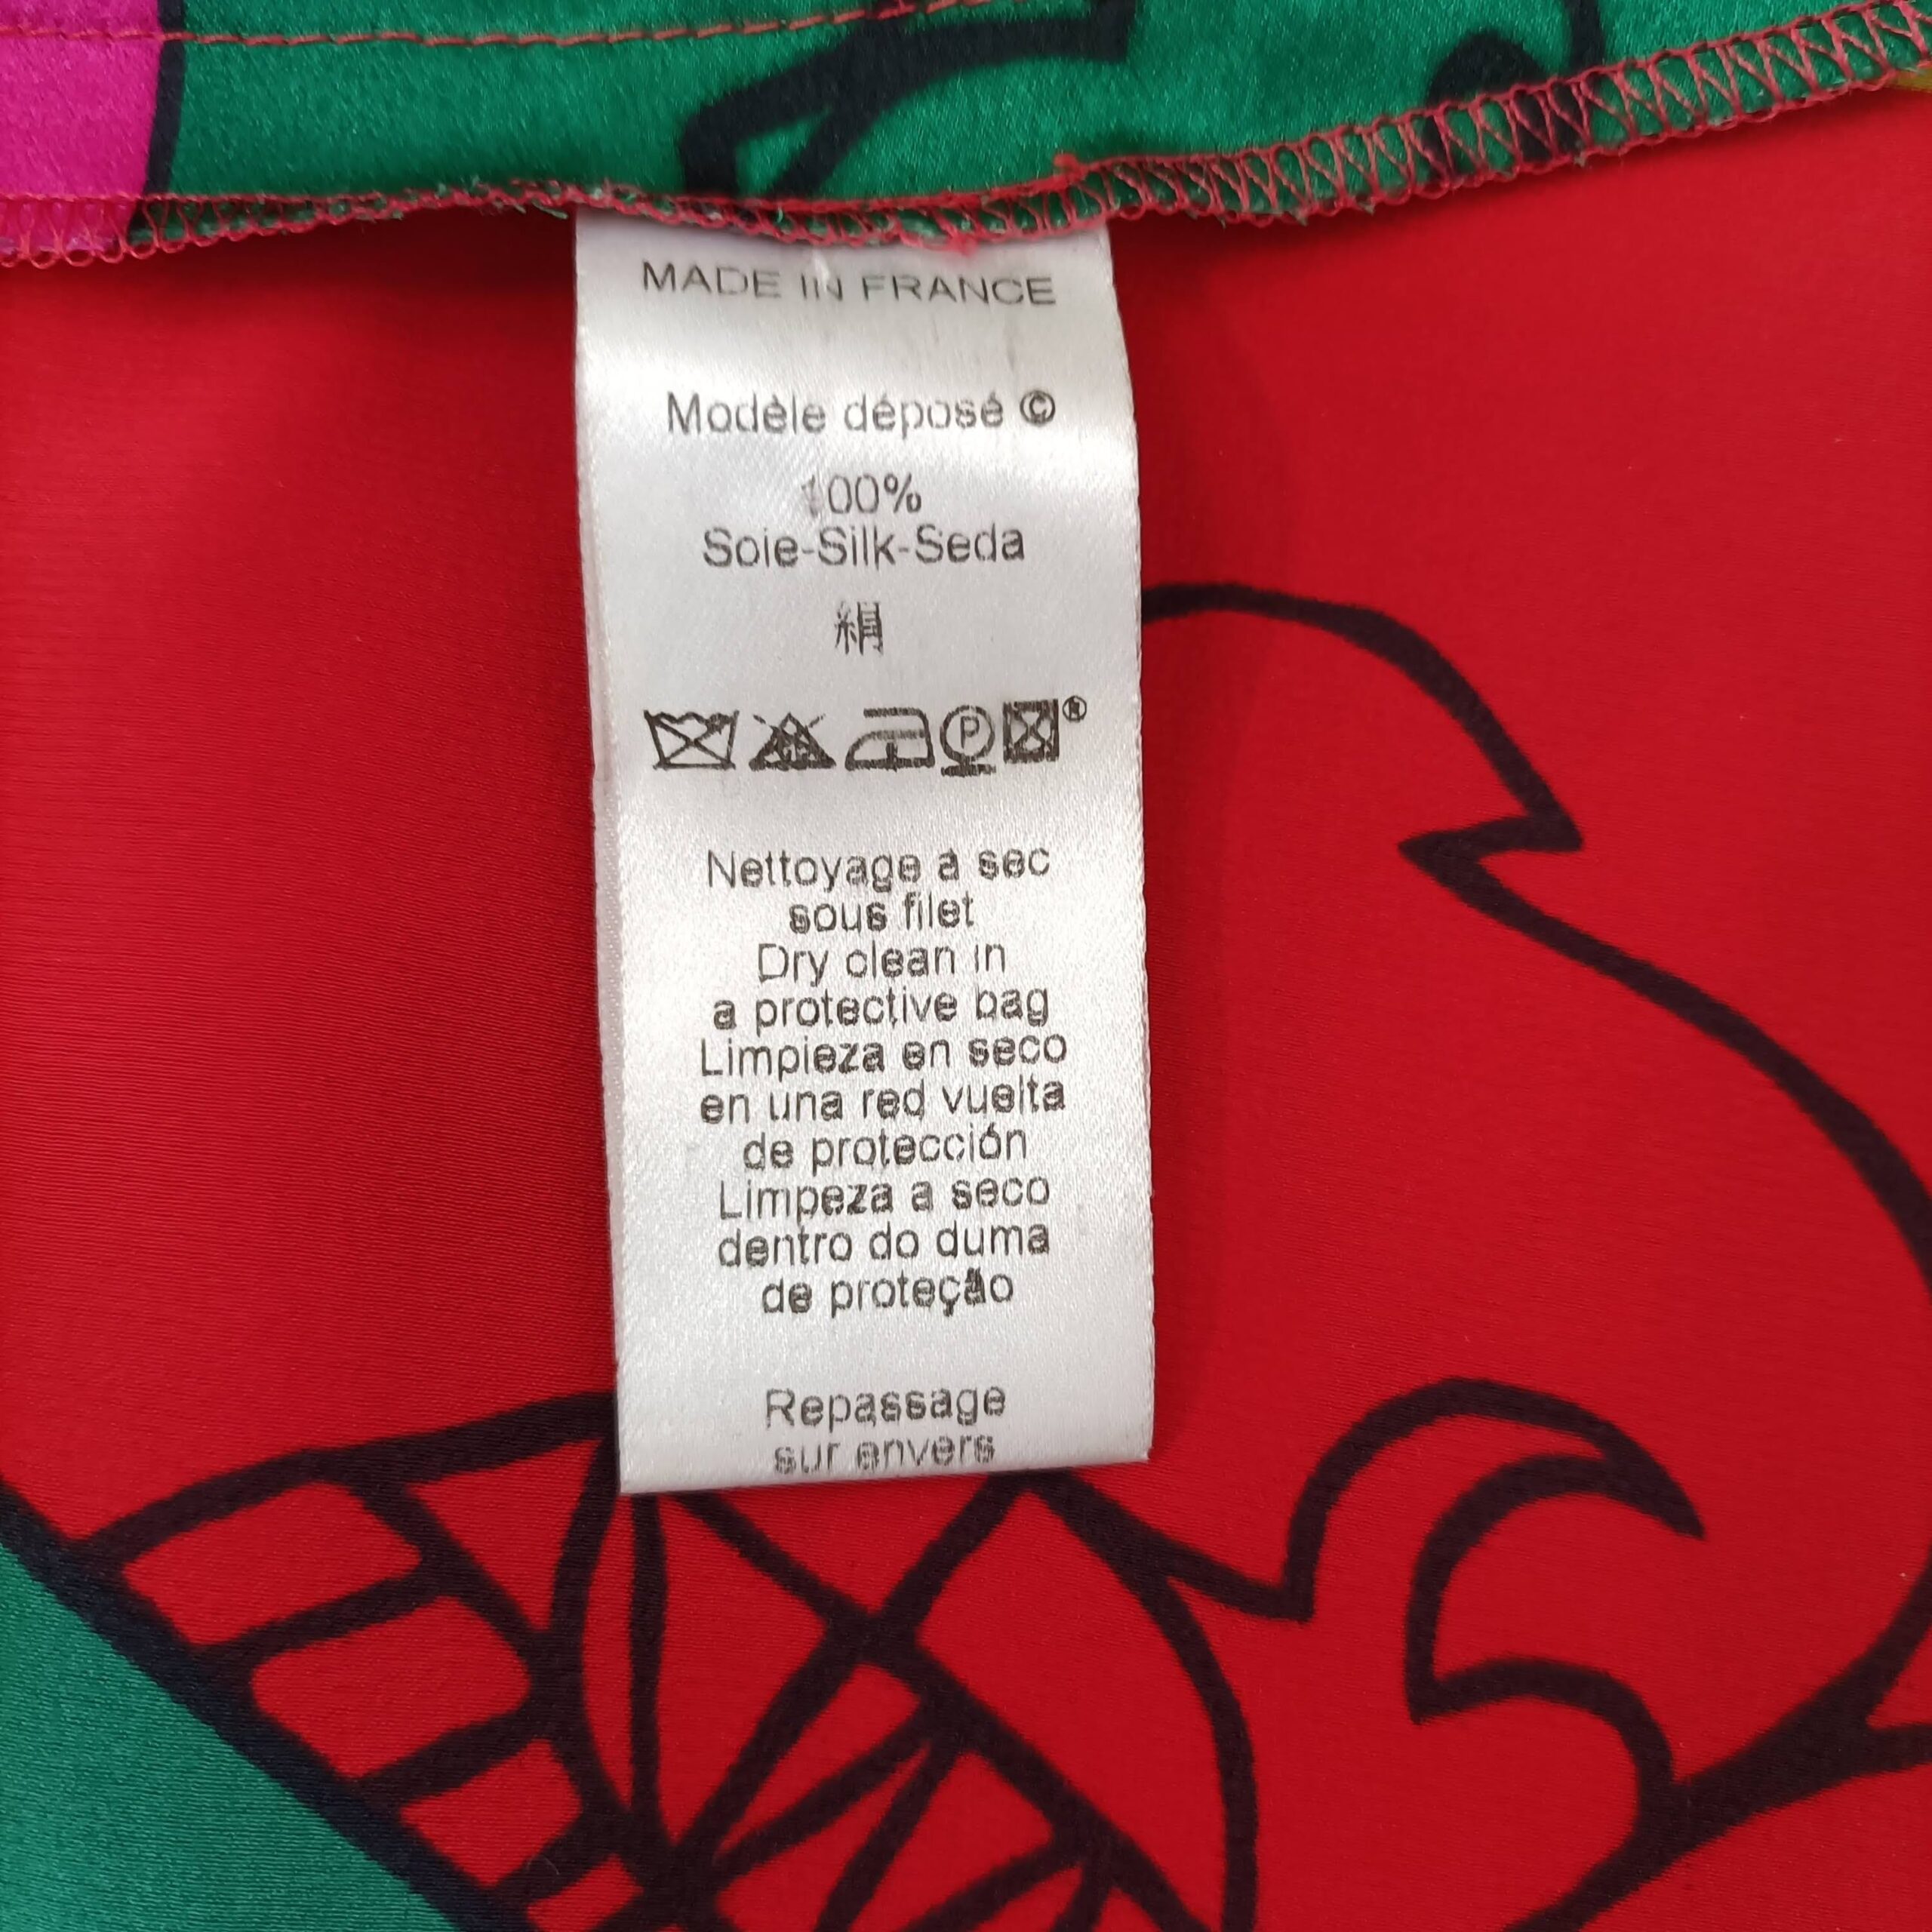 MADE IN FRANCE
Modèle déposé ©
100%
Soie-Silk-Seda
絹
P ®
Nettoyage à sec
sous filet
Dry clean in
a protective bag
Limpieza en seco
en una red vuelta
de protección
Limpeza a seco
dentro do duma
de proteção
Repassage
sur envers